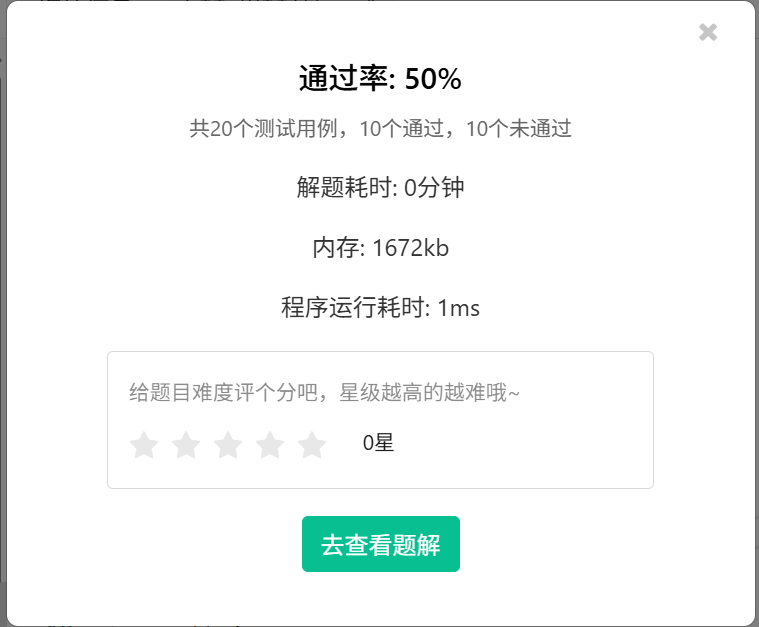 通过率: 50%
共20个测试用例，10个通过，10个未通过
解题耗时: 0分钟
内存: 1672kb
程序运行耗时: 1ms
给题目难度评个分吧，星级越高的越难哦~
0星
去查看题解